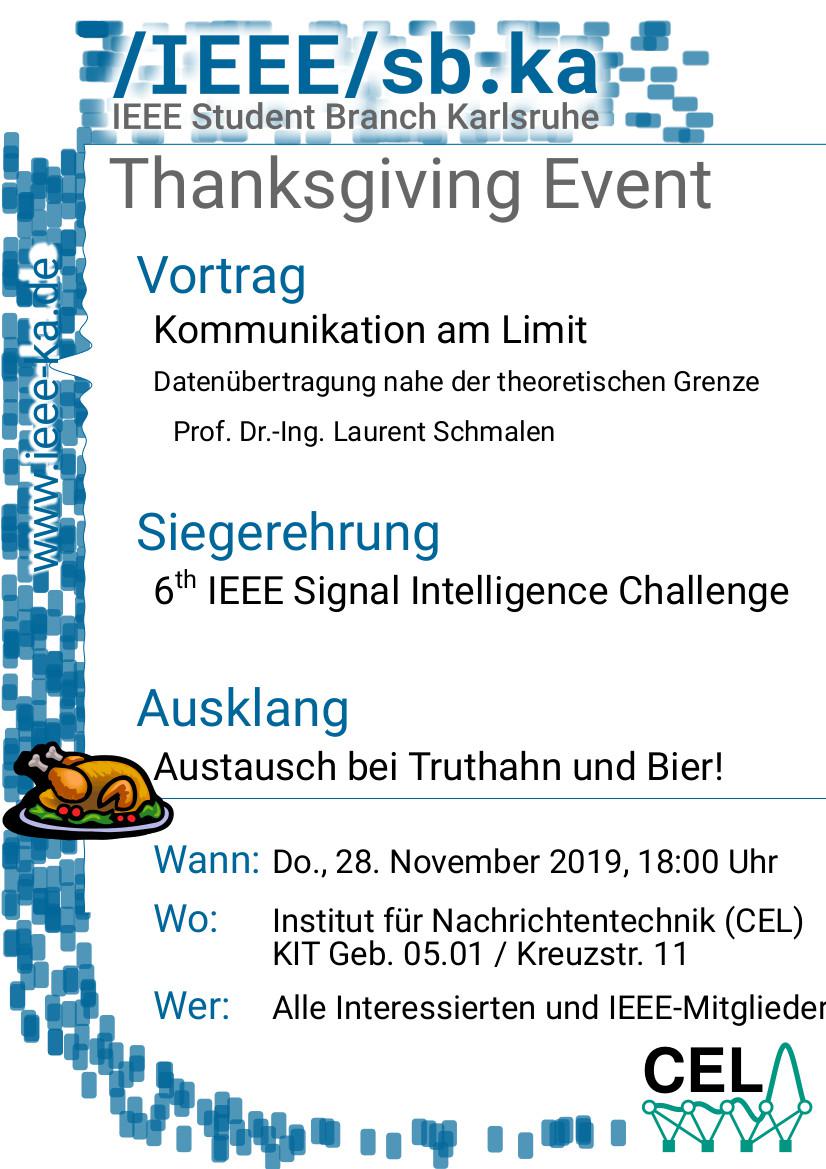 /IEEE/sb.ka
IEEE Student Branch Karlsruhe
Thanksgiving Event
www.ieee-ka.de
Vortrag
Kommunikation am Limit
Datenübertragung nahe der theoretischen Grenze
Prof. Dr.-Ing. Laurent Schmalen
Siegerehrung
6th IEEE Signal Intelligence Challenge
Ausklang
Austausch bei Truthahn und Bier!
Wann: Do., 28. November 2019, 18:00 Uhr
Wo: Institut für Nachrichtentechnik (CEL)
KIT Geb. 05.01 / Kreuzstr. 11
Wer: Alle Interessierten und IEEE-Mitglieder
CEL